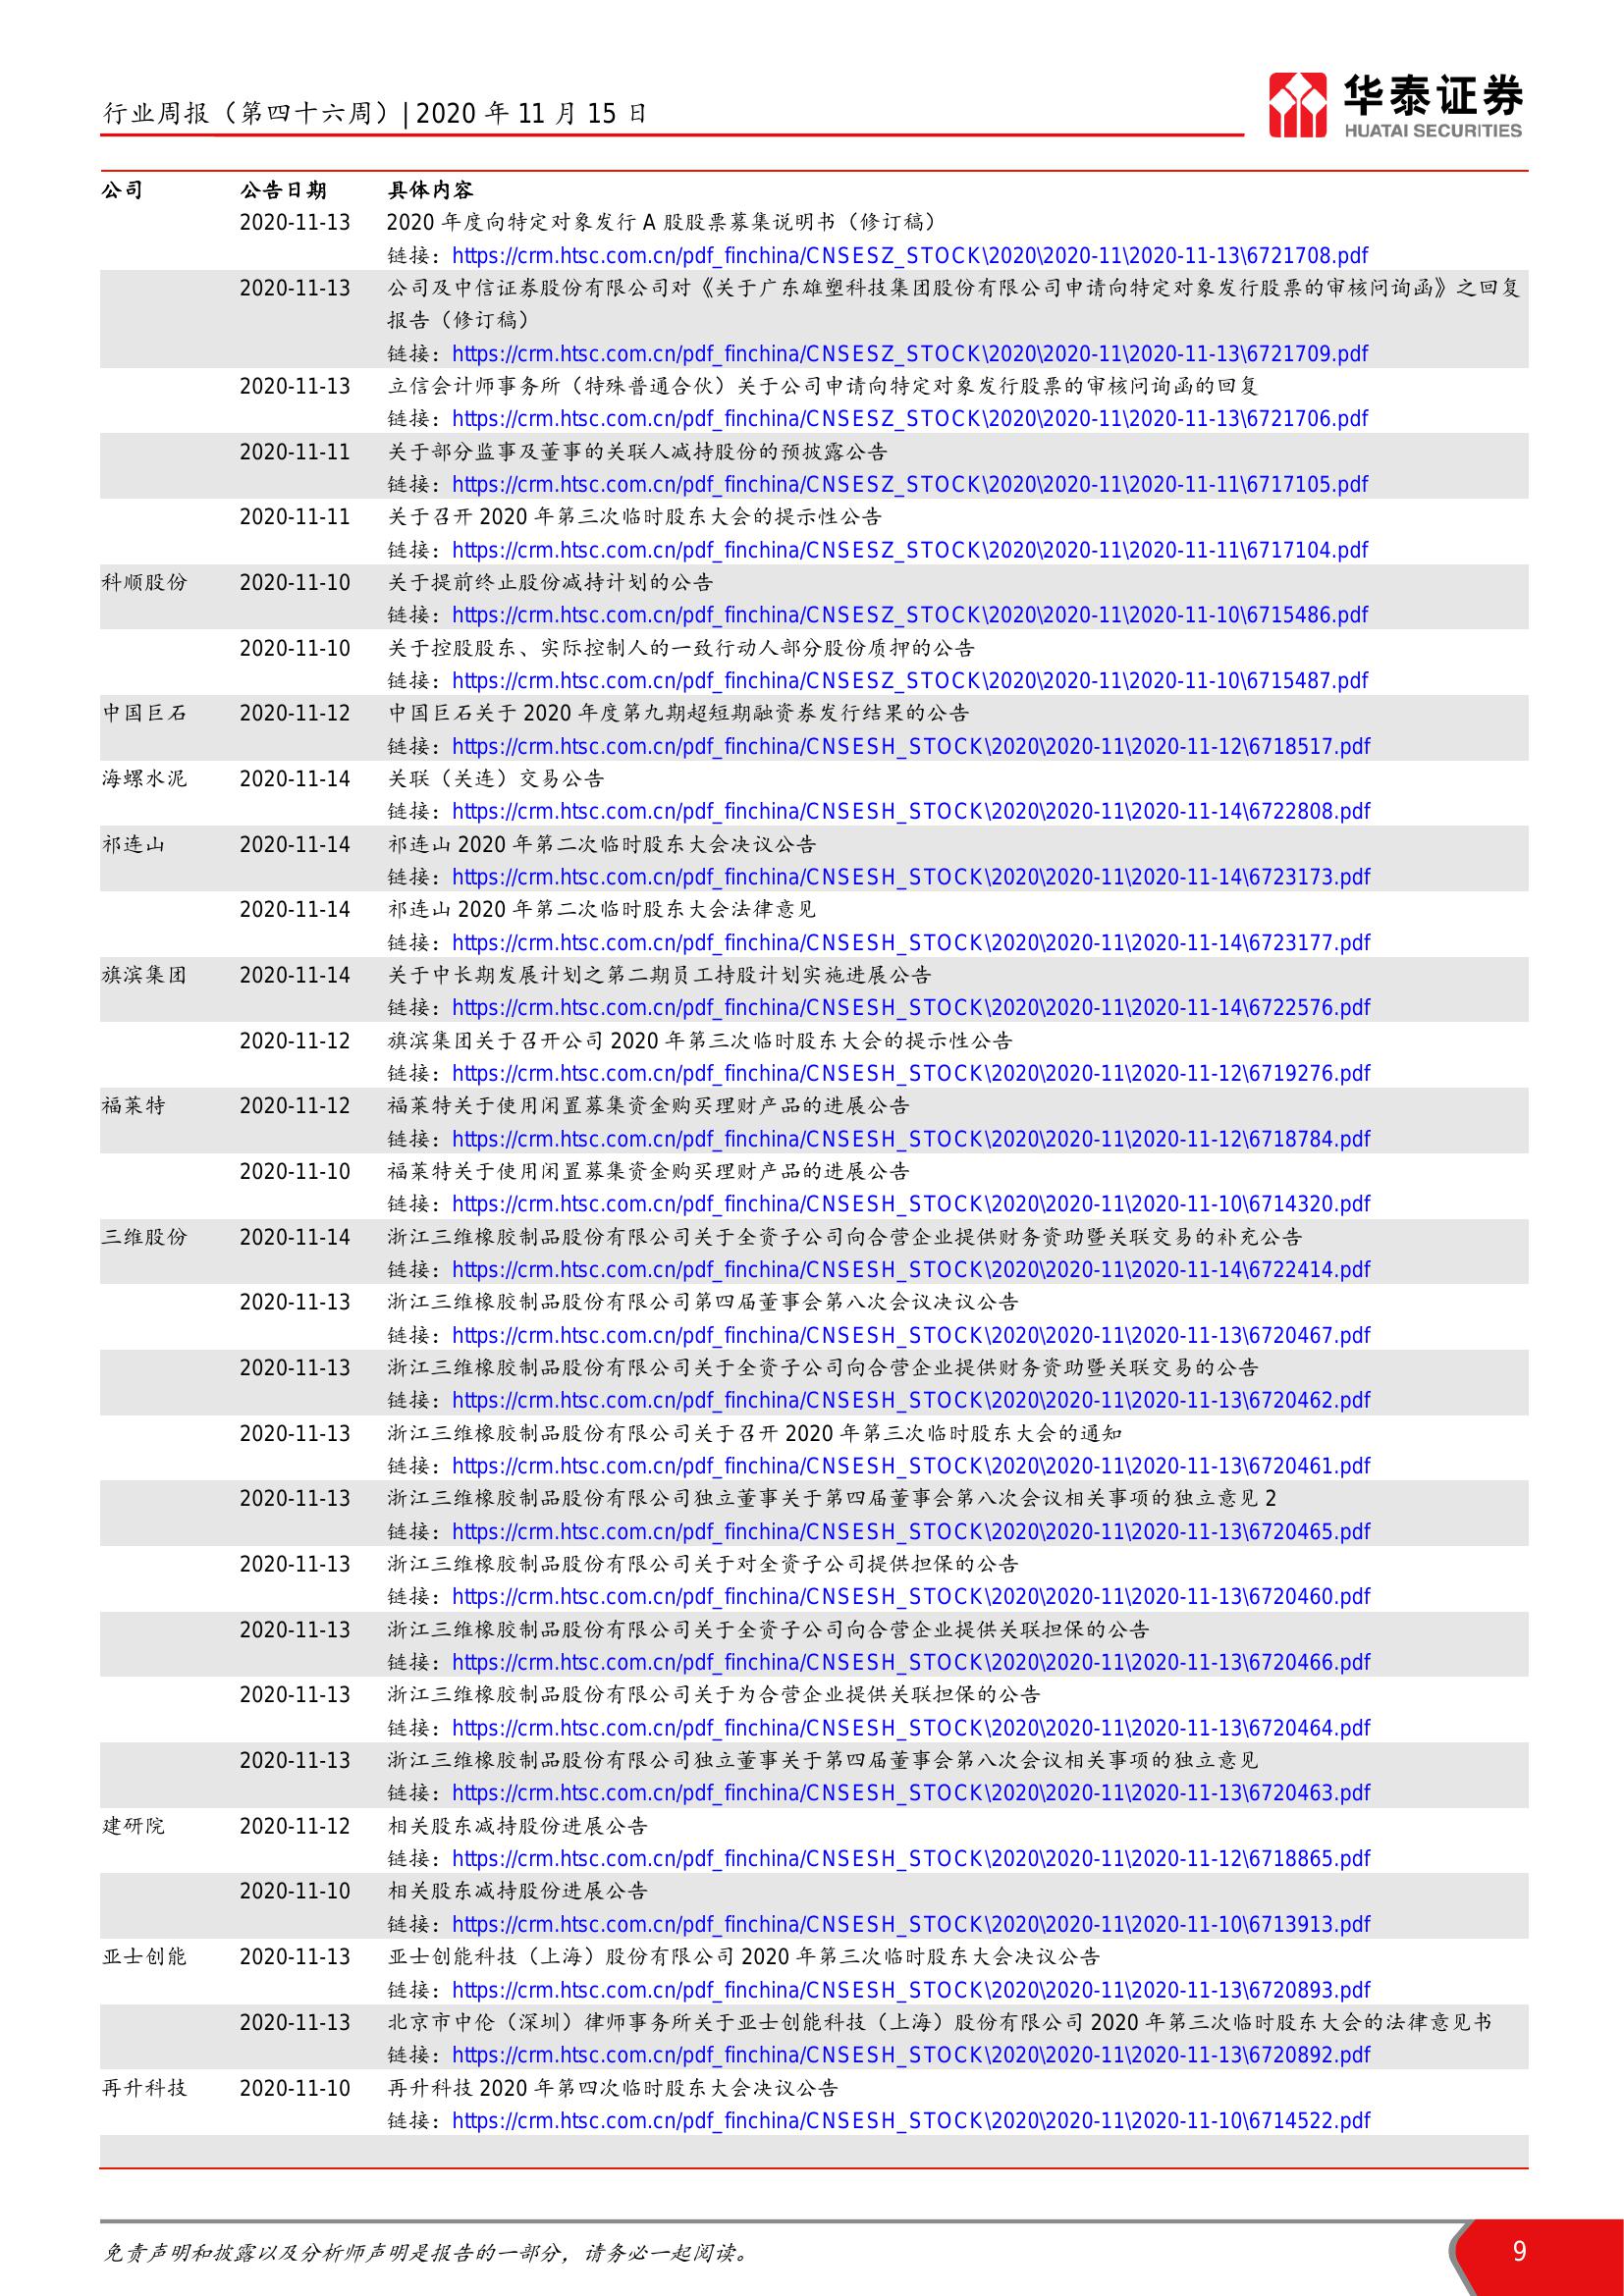 行业周报（第四十六周）| 2020 年 11 月 15 日
华泰证券
HUATAI SECURITIES
公司 公告日期 具体内容
2020-11-13 2020 年度向特定对象发行 A 股股票募集说明书（修订稿）
链接：https://crm.htsc.com.cn/pdf_finchina/CNSESZ_STOCK\2020\2020-11\2020-11-13\6721708.pdf
2020-11-13 公司及中信证券股份有限公司对《关于广东雄塑科技集团股份有限公司申请向特定对象发行股票的审核问询函》之回复
报告（修订稿）
链接：https://crm.htsc.com.cn/pdf_finchina/CNSESZ_STOCK\2020\2020-11\2020-11-13\6721709.pdf
2020-11-13 立信会计师事务所（特殊普通合伙）关于公司申请向特定对象发行股票的审核问询函的回复
链接：https://crm.htsc.com.cn/pdf_finchina/CNSESZ_STOCK\2020\2020-11\2020-11-13\6721706.pdf
2020-11-11 关于部分监事及董事的关联人减持股份的预披露公告
链接：https://crm.htsc.com.cn/pdf_finchina/CNSESZ_STOCK\2020\2020-11\2020-11-11\6717105.pdf
2020-11-11 关于召开 2020 年第三次临时股东大会的提示性公告
链接：https://crm.htsc.com.cn/pdf_finchina/CNSESZ_STOCK\2020\2020-11\2020-11-11\6717104.pdf
科顺股份 2020-11-10 关于提前终止股份减持计划的公告
链接：https://crm.htsc.com.cn/pdf_finchina/CNSESZ_STOCK\2020\2020-11\2020-11-10\6715486.pdf
2020-11-10 关于控股股东、实际控制人的一致行动人部分股份质押的公告
链接：https://crm.htsc.com.cn/pdf_finchina/CNSESZ_STOCK\2020\2020-11\2020-11-10\6715487.pdf
中国巨石 2020-11-12 中国巨石关于 2020 年度第九期超短期融资券发行结果的公告
链接：https://crm.htsc.com.cn/pdf_finchina/CNSESH_STOCK\2020\2020-11\2020-11-12\6718517.pdf
海螺水泥 2020-11-14 关联（关连）交易公告
链接：https://crm.htsc.com.cn/pdf_finchina/CNSESH_STOCK\2020\2020-11\2020-11-14\6722808.pdf
祁连山 2020-11-14 祁连山 2020 年第二次临时股东大会决议公告
链接：https://crm.htsc.com.cn/pdf_finchina/CNSESH_STOCK\2020\2020-11\2020-11-14\6723173.pdf
2020-11-14 祁连山 2020 年第二次临时股东大会法律意见
链接：https://crm.htsc.com.cn/pdf_finchina/CNSESH_STOCK\2020\2020-11\2020-11-14\6723177.pdf
旗滨集团 2020-11-14 关于中长期发展计划之第二期员工持股计划实施进展公告
链接：https://crm.htsc.com.cn/pdf_finchina/CNSESH_STOCK\2020\2020-11\2020-11-14\6722576.pdf
2020-11-12 旗滨集团关于召开公司 2020 年第三次临时股东大会的提示性公告
链接：https://crm.htsc.com.cn/pdf_finchina/CNSESH_STOCK\2020\2020-11\2020-11-12\6719276.pdf
福莱特 2020-11-12 福莱特关于使用闲置募集资金购买理财产品的进展公告
链接：https://crm.htsc.com.cn/pdf_finchina/CNSESH_STOCK\2020\2020-11\2020-11-12\6718784.pdf
2020-11-10 福莱特关于使用闲置募集资金购买理财产品的进展公告
链接：https://crm.htsc.com.cn/pdf_finchina/CNSESH_STOCK\2020\2020-11\2020-11-10\6714320.pdf
三维股份 2020-11-14 浙江三维橡胶制品股份有限公司关于全资子公司向合营企业提供财务资助暨关联交易的补充公告
链接：https://crm.htsc.com.cn/pdf_finchina/CNSESH_STOCK\2020\2020-11\2020-11-14\6722414.pdf
2020-11-13 浙江三维橡胶制品股份有限公司第四届董事会第八次会议决议公告
链接：https://crm.htsc.com.cn/pdf_finchina/CNSESH_STOCK\2020\2020-11\2020-11-13\6720467.pdf
2020-11-13 浙江三维橡胶制品股份有限公司关于全资子公司向合营企业提供财务资助暨关联交易的公告
链接：https://crm.htsc.com.cn/pdf_finchina/CNSESH_STOCK\2020\2020-11\2020-11-13\6720462.pdf
2020-11-13 浙江三维橡胶制品股份有限公司关于召开 2020 年第三次临时股东大会的通知
链接：https://crm.htsc.com.cn/pdf_finchina/CNSESH_STOCK\2020\2020-11\2020-11-13\6720461.pdf
2020-11-13 浙江三维橡胶制品股份有限公司独立董事关于第四届董事会第八次会议相关事项的独立意见 2
链接：https://crm.htsc.com.cn/pdf_finchina/CNSESH_STOCK\2020\2020-11\2020-11-13\6720465.pdf
2020-11-13 浙江三维橡胶制品股份有限公司关于对全资子公司提供担保的公告
链接：https://crm.htsc.com.cn/pdf_finchina/CNSESH_STOCK\2020\2020-11\2020-11-13\6720460.pdf
2020-11-13 浙江三维橡胶制品股份有限公司关于全资子公司向合营企业提供关联担保的公告
链接：https://crm.htsc.com.cn/pdf_finchina/CNSESH_STOCK\2020\2020-11\2020-11-13\6720466.pdf
2020-11-13 浙江三维橡胶制品股份有限公司关于为合营企业提供关联担保的公告
链接：https://crm.htsc.com.cn/pdf_finchina/CNSESH_STOCK\2020\2020-11\2020-11-13\6720464.pdf
2020-11-13 浙江三维橡胶制品股份有限公司独立董事关于第四届董事会第八次会议相关事项的独立意见
链接：https://crm.htsc.com.cn/pdf_finchina/CNSESH_STOCK\2020\2020-11\2020-11-13\6720463.pdf
建研院 2020-11-12 相关股东减持股份进展公告
链接：https://crm.htsc.com.cn/pdf_finchina/CNSESH_STOCK\2020\2020-11\2020-11-12\6718865.pdf
2020-11-10 相关股东减持股份进展公告
链接：https://crm.htsc.com.cn/pdf_finchina/CNSESH_STOCK\2020\2020-11\2020-11-10\6713913.pdf
亚士创能 2020-11-13 亚士创能科技（上海）股份有限公司 2020 年第三次临时股东大会决议公告
链接：https://crm.htsc.com.cn/pdf_finchina/CNSESH_STOCK\2020\2020-11\2020-11-13\6720893.pdf
2020-11-13 北京市中伦（深圳）律师事务所关于亚士创能科技（上海）股份有限公司 2020 年第三次临时股东大会的法律意见书
链接：https://crm.htsc.com.cn/pdf_finchina/CNSESH_STOCK\2020\2020-11\2020-11-13\6720892.pdf
再升科技 2020-11-10 再升科技 2020 年第四次临时股东大会决议公告
链接：https://crm.htsc.com.cn/pdf_finchina/CNSESH_STOCK\2020\2020-11\2020-11-10\6714522.pdf
免责声明和披露以及分析师声明是报告的一部分，请务必一起阅读。 9